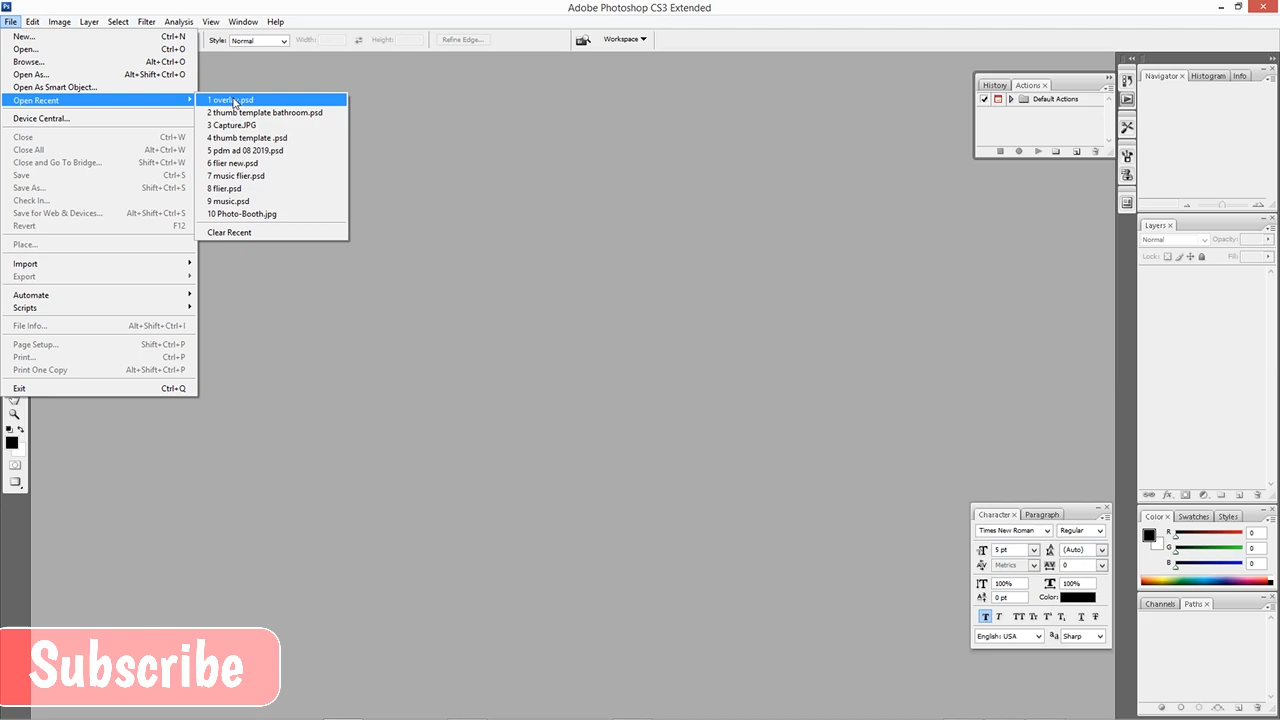 Ps
Adobe Photoshop CS3 Extended
File Edit Image Layer Select Filter Analysis View Window Help
Style: Normal Width: Height: Refine Edge... Workspace
New... Ctrl+N
Open... Ctrl+O
Browse... Alt+Ctrl+O
Open As... Alt+Shift+Ctrl+O
Open As Smart Object...
Open Recent
Device Central...
Close Ctrl+W
Close All Alt+Ctrl+W
Close and Go To Bridge... Shift+Ctrl+W
Save Ctrl+S
Save As... Shift+Ctrl+S
Check In...
Save for Web & Devices... Alt+Shift+Ctrl+S
Revert F12
Place...
Import
Export
Automate
Scripts
File Info... Alt+Shift+Ctrl+I
Page Setup... Shift+Ctrl+P
Print... Ctrl+P
Print One Copy Alt+Shift+Ctrl+P
Exit Ctrl+Q
2 thumb template bathroom.psd
3 Capture.JPG
4 thumb template .psd
5 pdm ad 08 2019.psd
6 flier new.psd
7 music flier.psd
8 flier.psd
9 music.psd
10 Photo-Booth.jpg
Clear Recent
History Actions
Default Actions
Navigator Histogram Info
Layers
Normal Opacity:
Lock: Fill:
Character Paragraph
Times New Roman Regular
5 pt (Auto)
Metrics 0
100% 100%
0 pt Color:
T T TT Tr T¹ T₁ T T
English: USA aa Sharp
Color Swatches Styles
R 0
G 0
B 0
Channels Paths
Subscribe